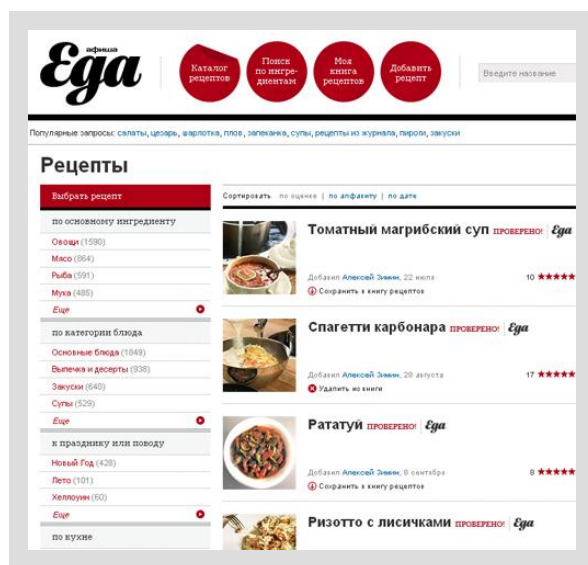 афиша
Еда
Каталог рецептов
Поиск по ингре-диентам
Моя книга рецептов
Добавить рецепт
Введите название
Популярные запросы: салаты, цезарь, шарлотка, плов, запеканка, супы, рецепты из журнала, пироги, закуски
Рецепты
Выбрать рецепт
по основному ингредиенту
Овощи (1590)
Мясо (864)
Рыба (591)
Мука (485)
Еще
по категории блюда
Основные блюда (1849)
Выпечка и десерты (938)
Закуски (640)
Супы (529)
Еще
к празднику или поводу
Новый Год (428)
Лето (101)
Хеллоуин (60)
Еще
по кухне
Сортировать по оценке | по алфавиту | по дате
Томатный магрибский суп ПРОВЕРЕНО! Еда
Добавил Алексей Зимин, 22 июля 10 ★★★★★
Сохранить в книгу рецептов
Спагетти карбонара ПРОВЕРЕНО! Еда
Добавил Алексей Зимин, 28 августа 17 ★★★★★
Удалить из книги
Рататуй ПРОВЕРЕНО! Еда
Добавил Алексей Зимин, 8 сентября 8 ★★★★★
Сохранить в книгу рецептов
Ризотто с лисичками ПРОВЕРЕНО! Еда